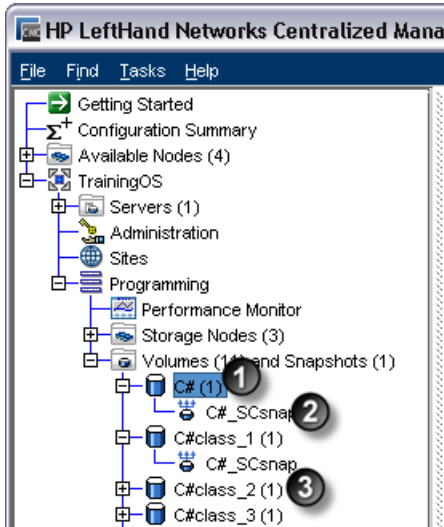 HP LeftHand Networks Centralized Mana
File Find Tasks Help
Getting Started
Configuration Summary
Available Nodes (4)
TrainingOS
Servers (1)
Administration
Sites
Programming
Performance Monitor
Storage Nodes (3)
Volumes (11) and Snapshots (1)
C# (1) 1
C#_SCsnap 2
C#class_1 (1)
C#_SCsnap
C#class_2 (1) 3
C#class_3 (1)